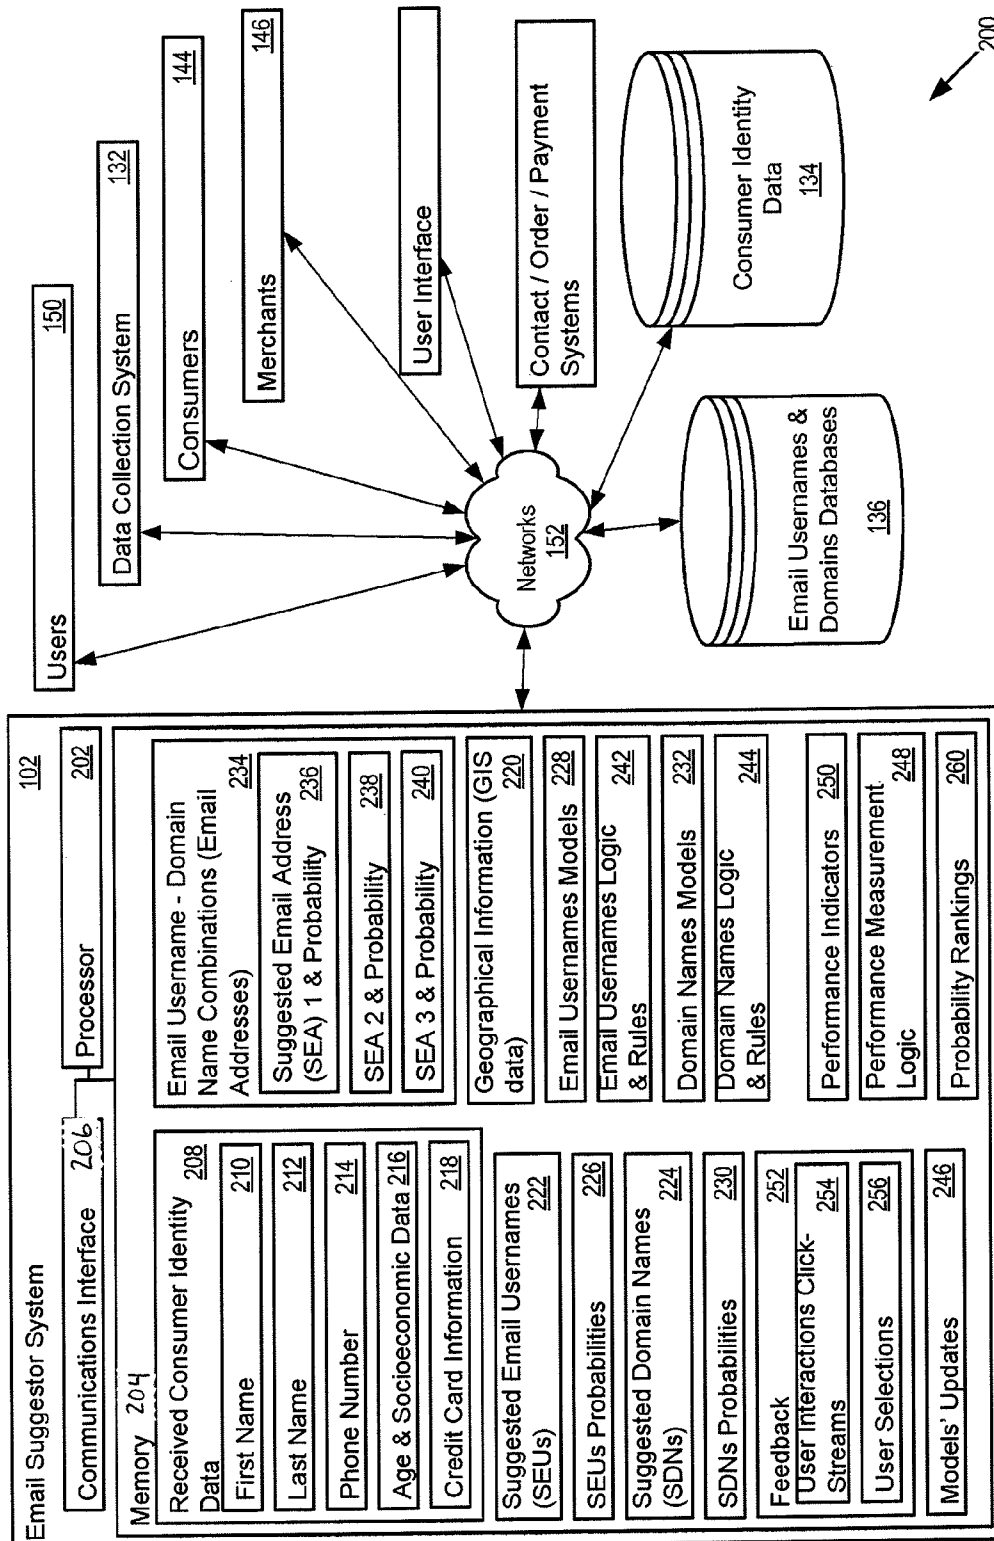 Email Suggestor System 102
Communications Interface 206
Processor 202
Memory 204
Received Consumer Identity
Data 208
First Name 210
Last Name 212
Phone Number 214
Age & Socioeconomic Data 216
Credit Card Information 218
Suggested Email Usernames
(SEUs) 222
SEUs Probabilities 226
Suggested Domain Names
(SDNs) 224
SDNs Probabilities 230
Feedback 252
User Interactions Click-
Streams 254
User Selections 256
Models' Updates 246
Email Username - Domain
Name Combinations (Email
Addresses) 234
Suggested Email Address
(SEA) 1 & Probability 236
SEA 2 & Probability 238
SEA 3 & Probability 240
Geographical Information (GIS
data) 220
Email Usernames Models 228
Email Usernames Logic
& Rules 242
Domain Names Models 232
Domain Names Logic
& Rules 244
Performance Indicators 250
Performance Measurement
Logic 248
Probability Rankings 260
Users 150
Data Collection System 132
Consumers 144
Merchants 146
User Interface
Contact / Order / Payment
Systems
Networks
152
Email Usernames &
Domains Databases
136
Consumer Identity
Data
134
200